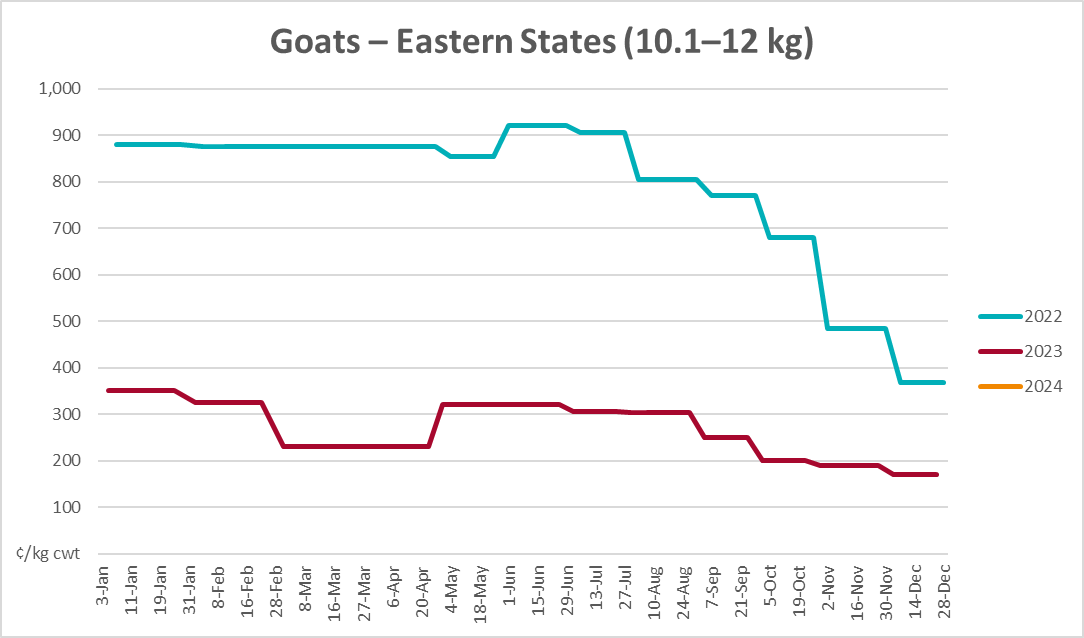 Goats – Eastern States (10.1–12 kg)
1,000
900
800
700
600
500
400
300
200
100
¢/kg cwt
3-Jan
11-Jan
19-Jan
31-Jan
8-Feb
16-Feb
28-Feb
8-Mar
16-Mar
27-Mar
6-Apr
20-Apr
4-May
18-May
1-Jun
15-Jun
29-Jun
13-Jul
27-Jul
10-Aug
24-Aug
7-Sep
21-Sep
5-Oct
19-Oct
2-Nov
16-Nov
30-Nov
14-Dec
28-Dec
2022
2023
2024